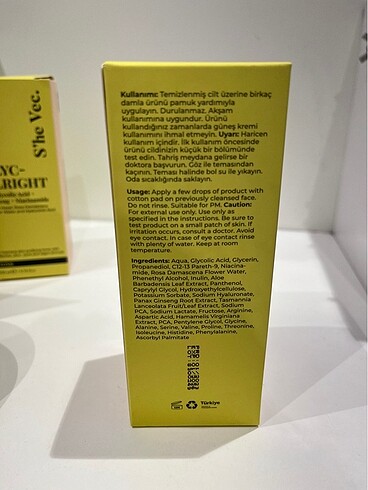 S'he Vec.
LYC-
LRIGHT
Kullanımı: Temizlenmiş cilt üzerine birkaç
damla ürünü pamuk yardımıyla
uygulayın. Durulanmaz. Akşam
kullanımına uygundur. Ürünü
kullandığınız zamanlarda güneş kremi
kullanımını ihmal etmeyin. Uyarı: Haricen
kullanım içindir. İlk kullanım öncesinde
ürünü cildinizin küçük bir bölümünde
test edin. Tahriş meydana gelirse bir
doktora başvurun. Göz ile temasından
kaçının. Teması halinde bol su ile yıkayın.
Oda sıcaklığında saklayın.
Usage: Apply a few drops of product with
cotton pad on previously cleansed face.
Do not rinse. Suitable for PM. Caution:
For external use only. Use only as
specified in the instructions. Be sure to
test product on a small patch of skin. If
irritation occurs, consult a doctor. Avoid
eye contact. In case of eye contact rinse
with plenty of water. Keep at room
temperature.
Ingredients: Aqua, Glycolic Acid, Glycerin,
Propanediol, C12-13 Pareth-9, Niacina-
mide, Rosa Damascena Flower Water,
Phenethyl Alcohol, Inulin, Aloe
Barbadensis Leaf Extract, Panthenol,
Caprylyl Glycol, Hydroxyethylcellulose,
Potassium Sorbate, Sodium Hyaluronate,
Panax Ginseng Root Extract, Tasmannia
Lanceolata Fruit/Leaf Extract, Sodium
PCA, Sodium Lactate, Fructose, Arginine,
Aspartic Acid, Hamamelis Virginiana
Extract, PCA, Pentylene Glycol, Glycine,
Alanine, Serine, Valine, Proline, Threonine,
Isoleucine, Histidine, Phenylalanine,
Ascorbyl Palmitate
Türkiye